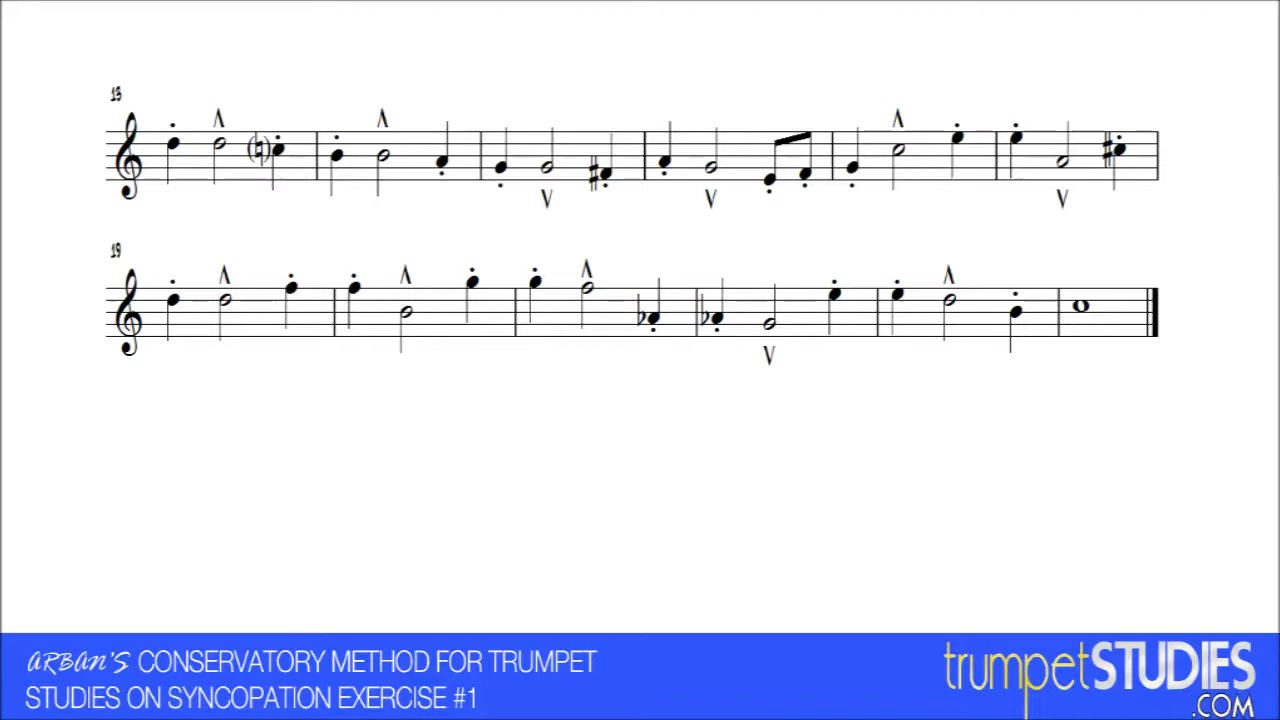 13
19
ARBAN'S CONSERVATORY METHOD FOR TRUMPET
STUDIES ON SYNCOPATION EXERCISE #1
trumpetSTUDIES
.COM